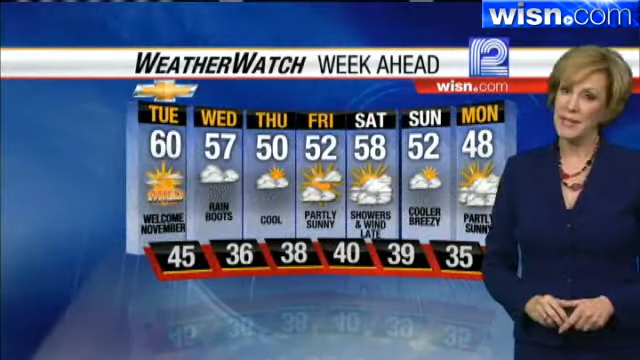 wisn.com
WEATHERWATCH WEEK AHEAD 12
wisn.com
TUE WED THU FRI SAT SUN MON
60 57 50 52 58 52 48
WELCOME NOVEMBER
RAIN BOOTS
COOL
PARTLY SUNNY
SHOWERS & WIND LATE
COOLER BREEZY
PARTLY SUNNY
45 36 38 40 39 35